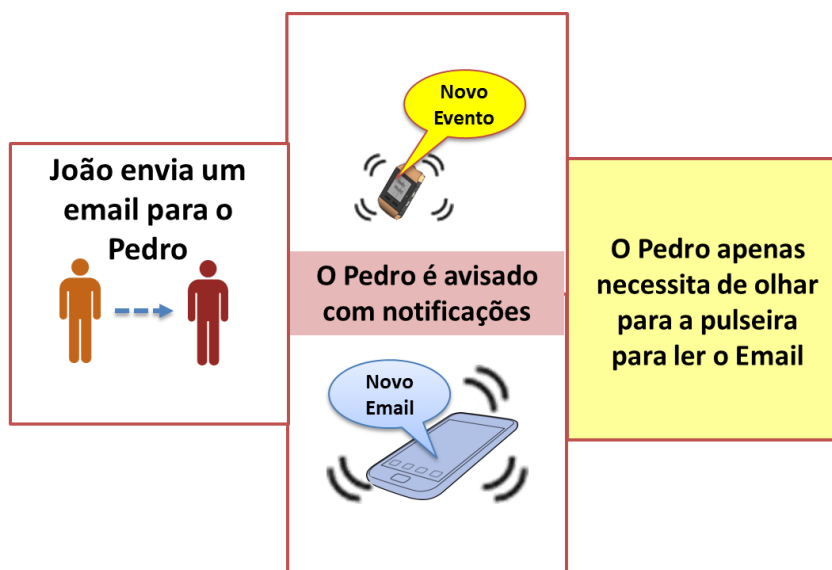 João envia um
email para o
Pedro
Novo
Evento
O Pedro é avisado
com notificações
Novo
Email
O Pedro apenas
necessita de olhar
para a pulseira
para ler o Email